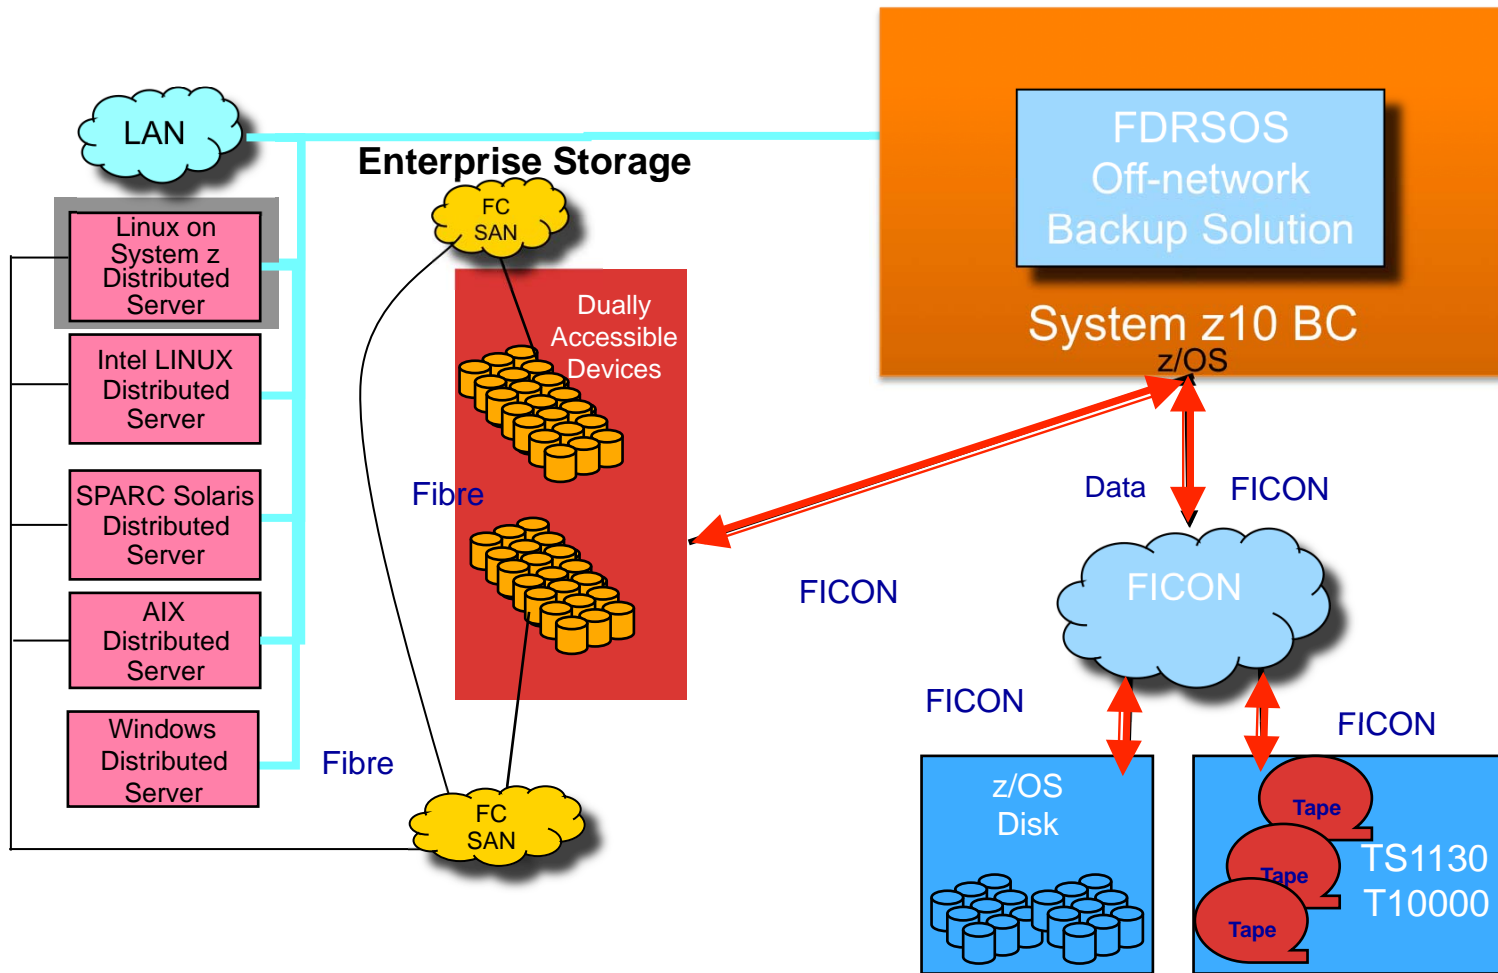 LAN
Enterprise Storage
FDRSOS
Off-network
Backup Solution
System z10 BC
z/OS
FC
SAN
Linux on
System z
Distributed
Server
Intel LINUX
Distributed
Server
SPARC Solaris
Distributed
Server
AIX
Distributed
Server
Windows
Distributed
Server
Dually
Accessible
Devices
Fibre
Fibre
FC
SAN
Data
FICON
FICON
FICON
FICON
FICON
z/OS
Disk
Tape
Tape
Tape
TS1130
T10000